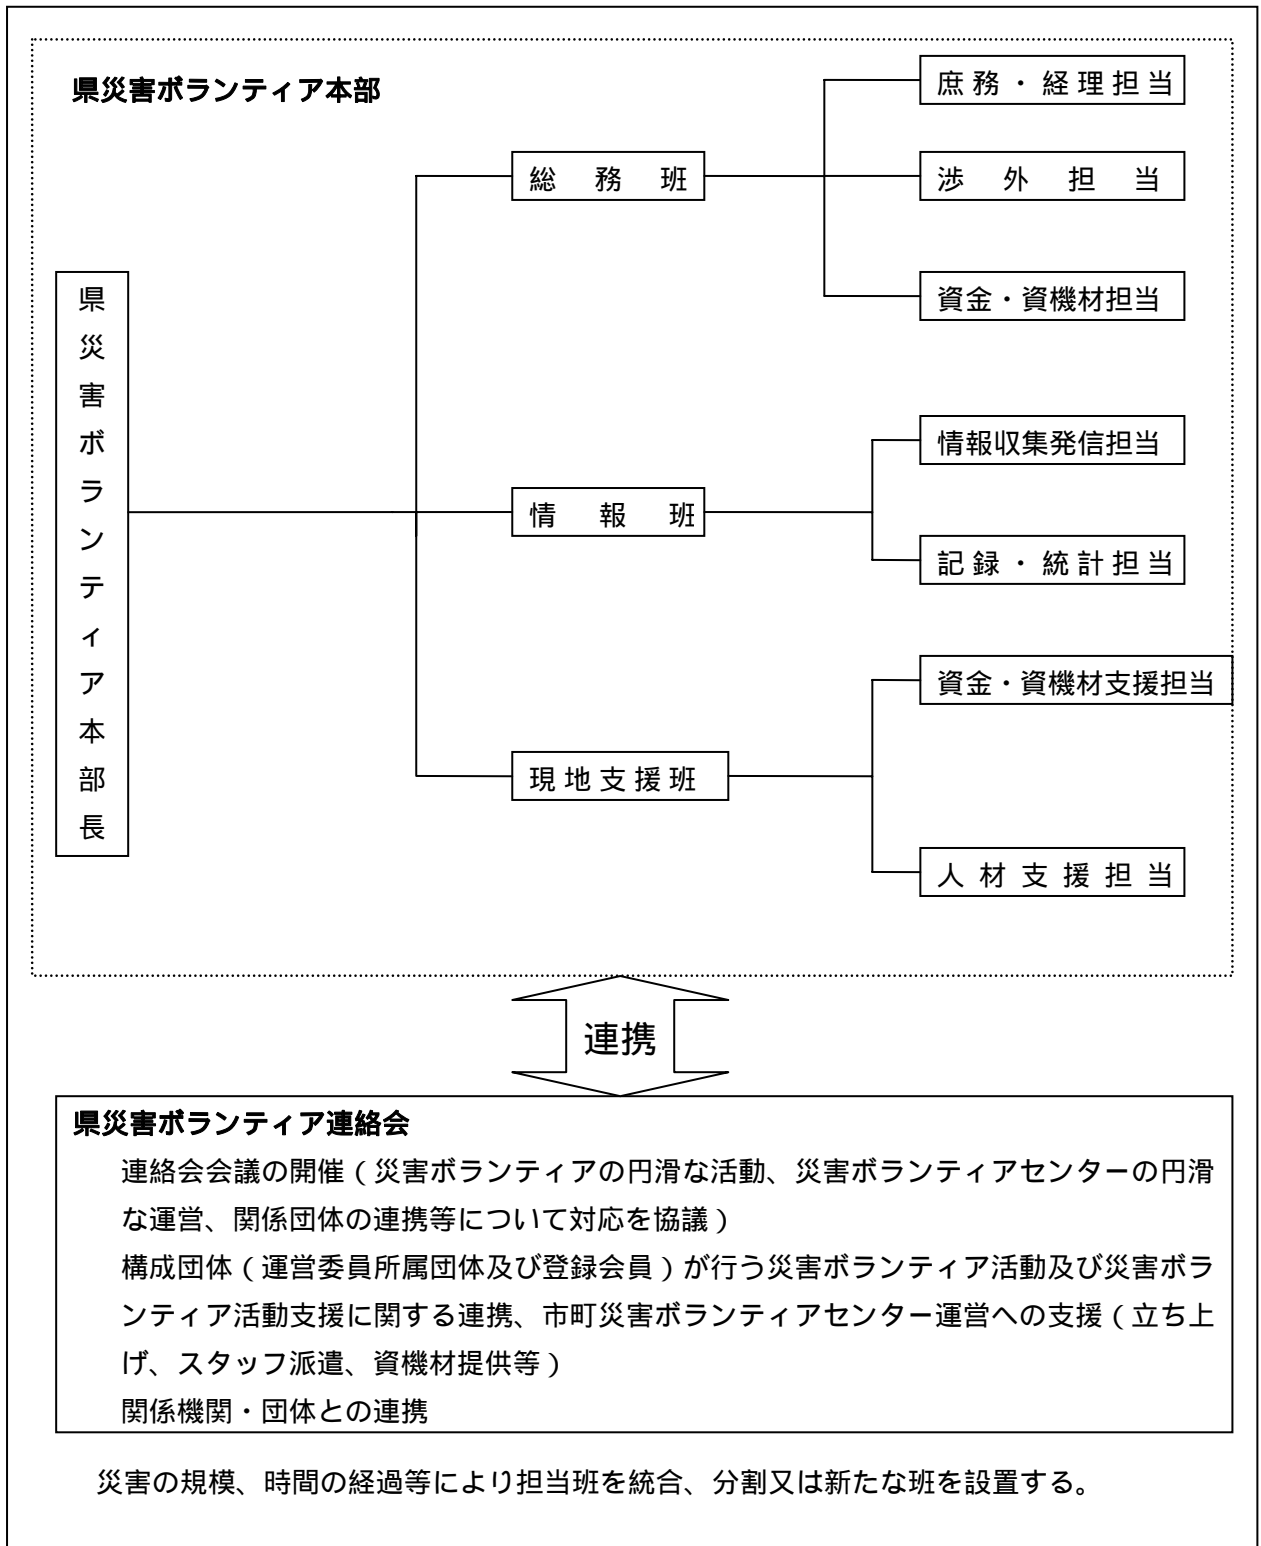 県災害ボランティア本部
県災害ボランティア本部長
総務班
庶務・経理担当
渉外担当
資金・資機材担当
情報班
情報収集発信担当
記録・統計担当
現地支援班
資金・資機材支援担当
人材支援担当
連携
県災害ボランティア連絡会
連絡会会議の開催（災害ボランティアの円滑な活動、災害ボランティアセンターの円滑
な運営、関係団体の連携等について対応を協議）
構成団体（運営委員所属団体及び登録会員）が行う災害ボランティア活動及び災害ボラ
ンティア活動支援に関する連携、市町災害ボランティアセンター運営への支援（立ち上
げ、スタッフ派遣、資機材提供等）
関係機関・団体との連携
災害の規模、時間の経過等により担当班を統合、分割又は新たな班を設置する。